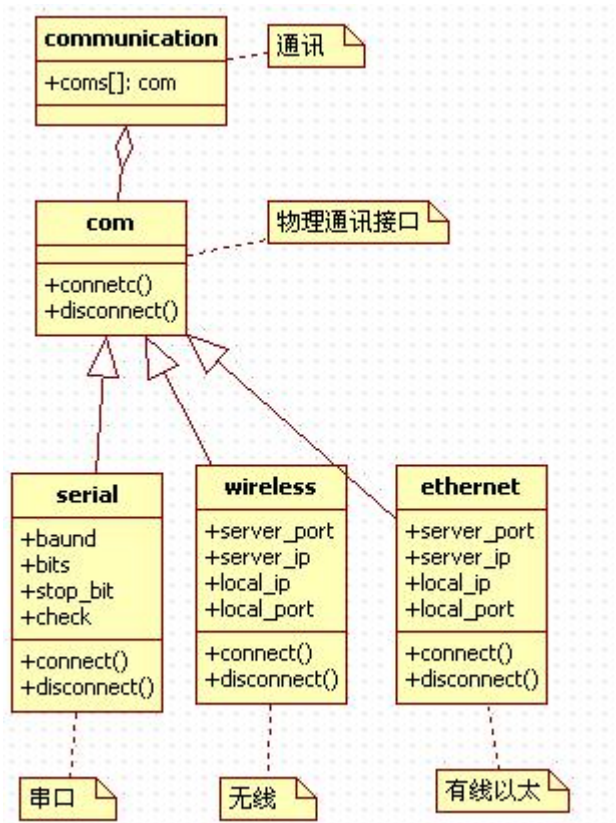 communication
通讯
+coms[]: com
com
物理通讯接口
+connetc()
+disconnect()
serial
+baund
+bits
+stop_bit
+check
+connect()
+disconnect()
wireless
+server_port
+server_ip
+local_ip
+local_port
+connect()
+disconnect()
ethernet
+server_port
+server_ip
+local_ip
+local_port
+connect()
+disconnect()
串口
无线
有线以太